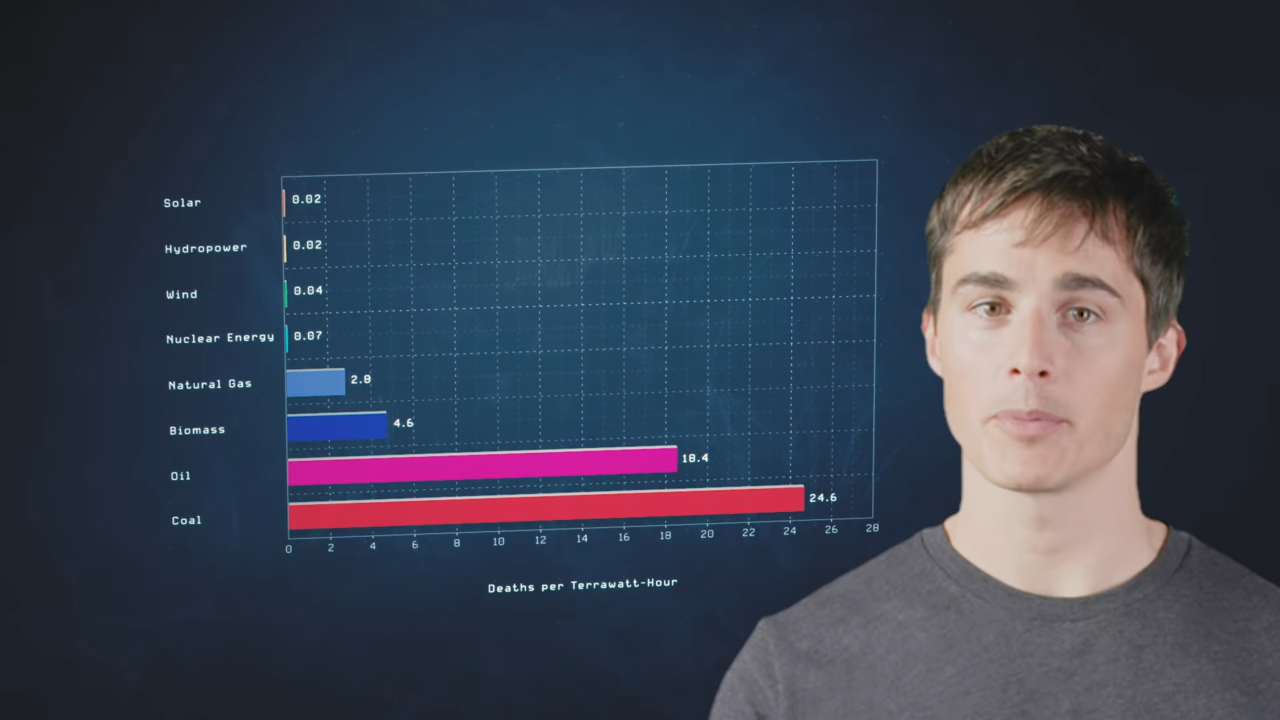 Solar 0.02
Hydropower 0.02
Wind 0.04
Nuclear Energy 0.07
Natural Gas 2.8
Biomass 4.6
Oil 18.4
Coal 24.6
0 2 4 6 8 10 12 14 16 18 20 22 24 26 28
Deaths per Terrawatt-Hour